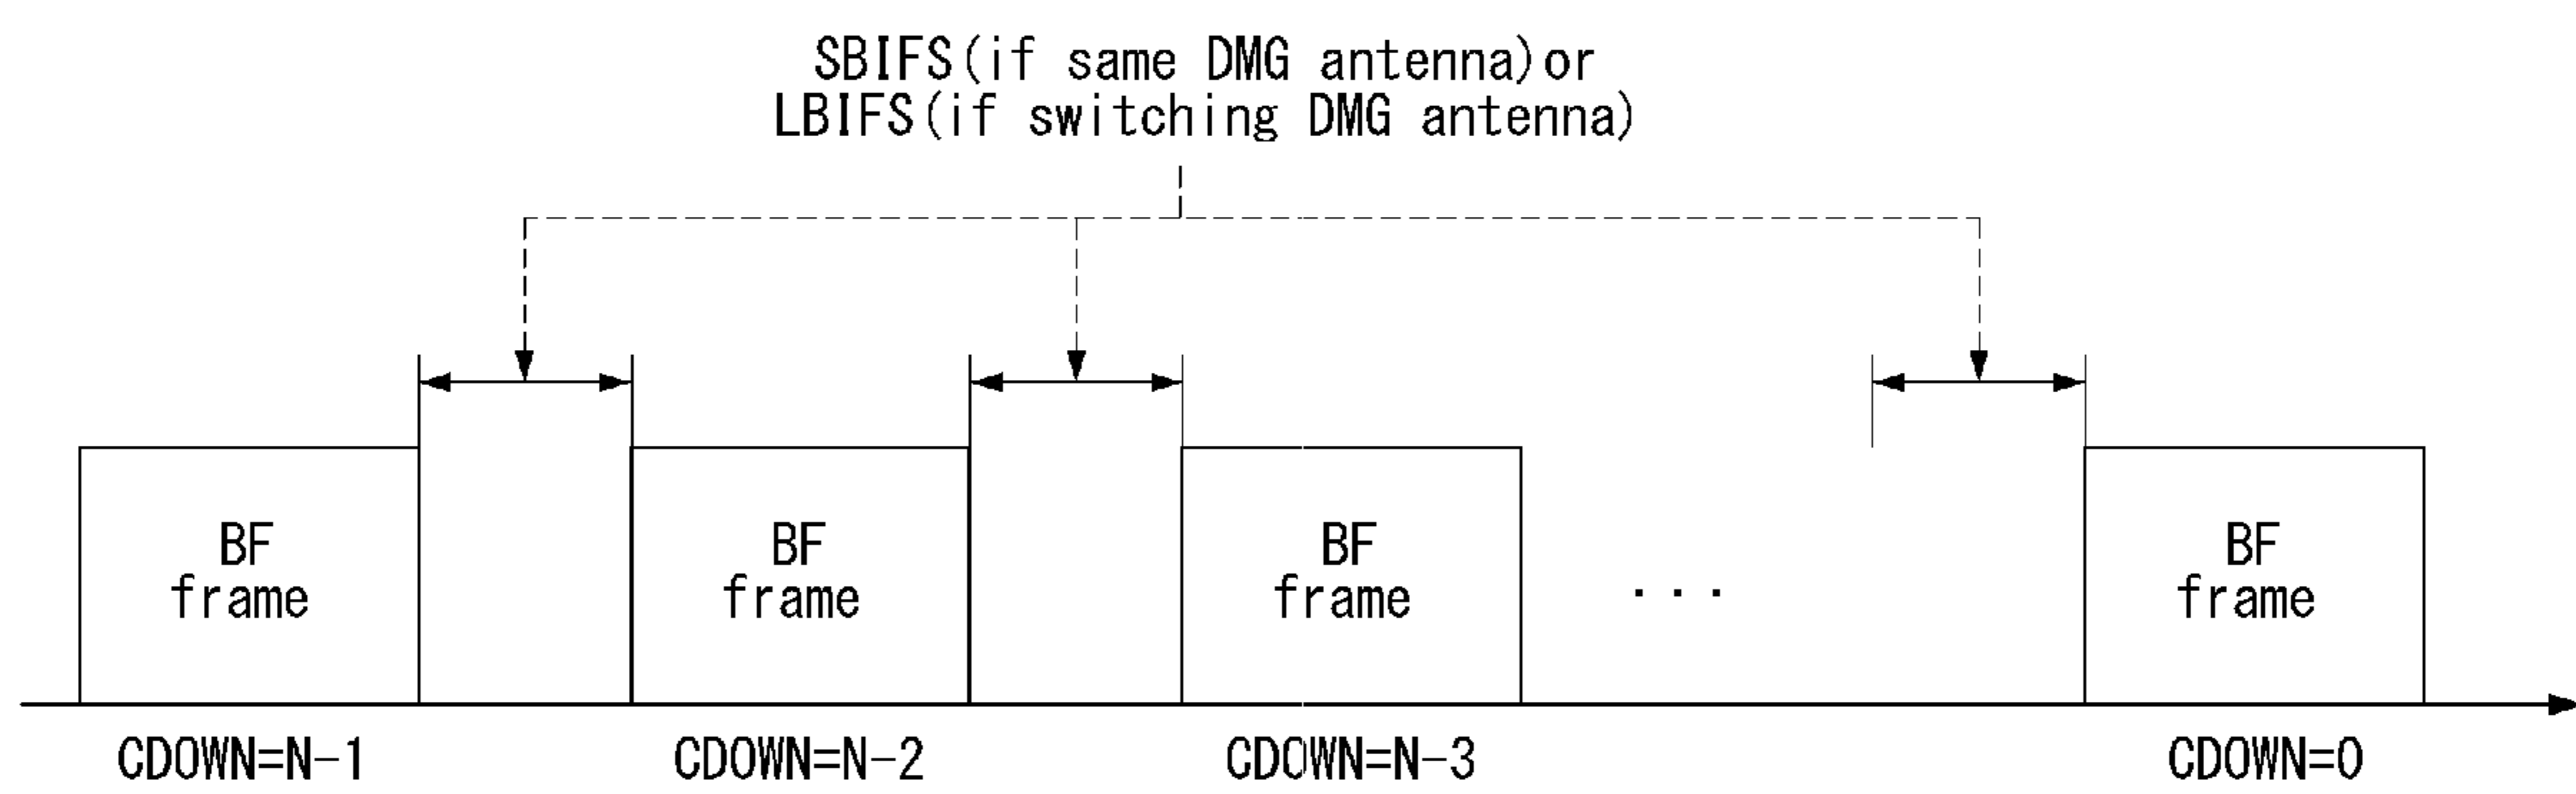 SBIFS(if same DMG antenna)or
LBIFS(if switching DMG antenna)
BF
frame
BF
frame
BF
frame
...
BF
frame
CDOWN=N-1
CDOWN=N-2
CDOWN=N-3
CDOWN=0